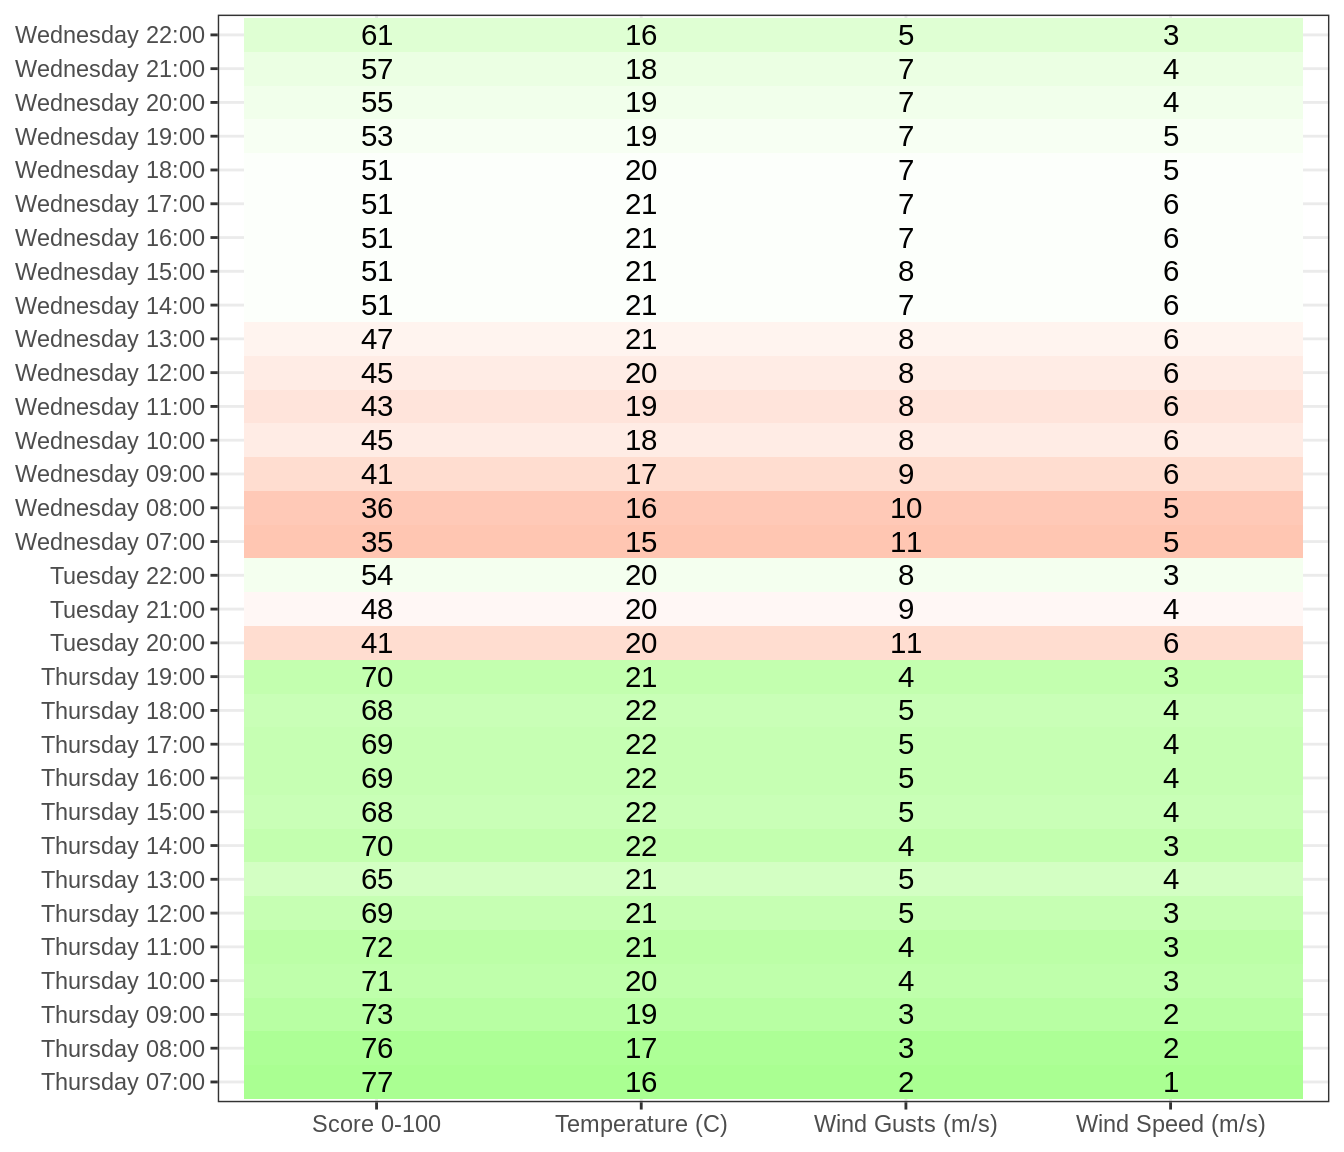 Wednesday 22:00 61 16 5 3
Wednesday 21:00 57 18 7 4
Wednesday 20:00 55 19 7 4
Wednesday 19:00 53 19 7 5
Wednesday 18:00 51 20 7 5
Wednesday 17:00 51 21 7 6
Wednesday 16:00 51 21 7 6
Wednesday 15:00 51 21 8 6
Wednesday 14:00 51 21 7 6
Wednesday 13:00 47 21 8 6
Wednesday 12:00 45 20 8 6
Wednesday 11:00 43 19 8 6
Wednesday 10:00 45 18 8 6
Wednesday 09:00 41 17 9 6
Wednesday 08:00 36 16 10 5
Wednesday 07:00 35 15 11 5
Tuesday 22:00 54 20 8 3
Tuesday 21:00 48 20 9 4
Tuesday 20:00 41 20 11 6
Thursday 19:00 70 21 4 3
Thursday 18:00 68 22 5 4
Thursday 17:00 69 22 5 4
Thursday 16:00 69 22 5 4
Thursday 15:00 68 22 5 4
Thursday 14:00 70 22 4 3
Thursday 13:00 65 21 5 4
Thursday 12:00 69 21 5 3
Thursday 11:00 72 21 4 3
Thursday 10:00 71 20 4 3
Thursday 09:00 73 19 3 2
Thursday 08:00 76 17 3 2
Thursday 07:00 77 16 2 1
Score 0-100 Temperature (C) Wind Gusts (m/s) Wind Speed (m/s)